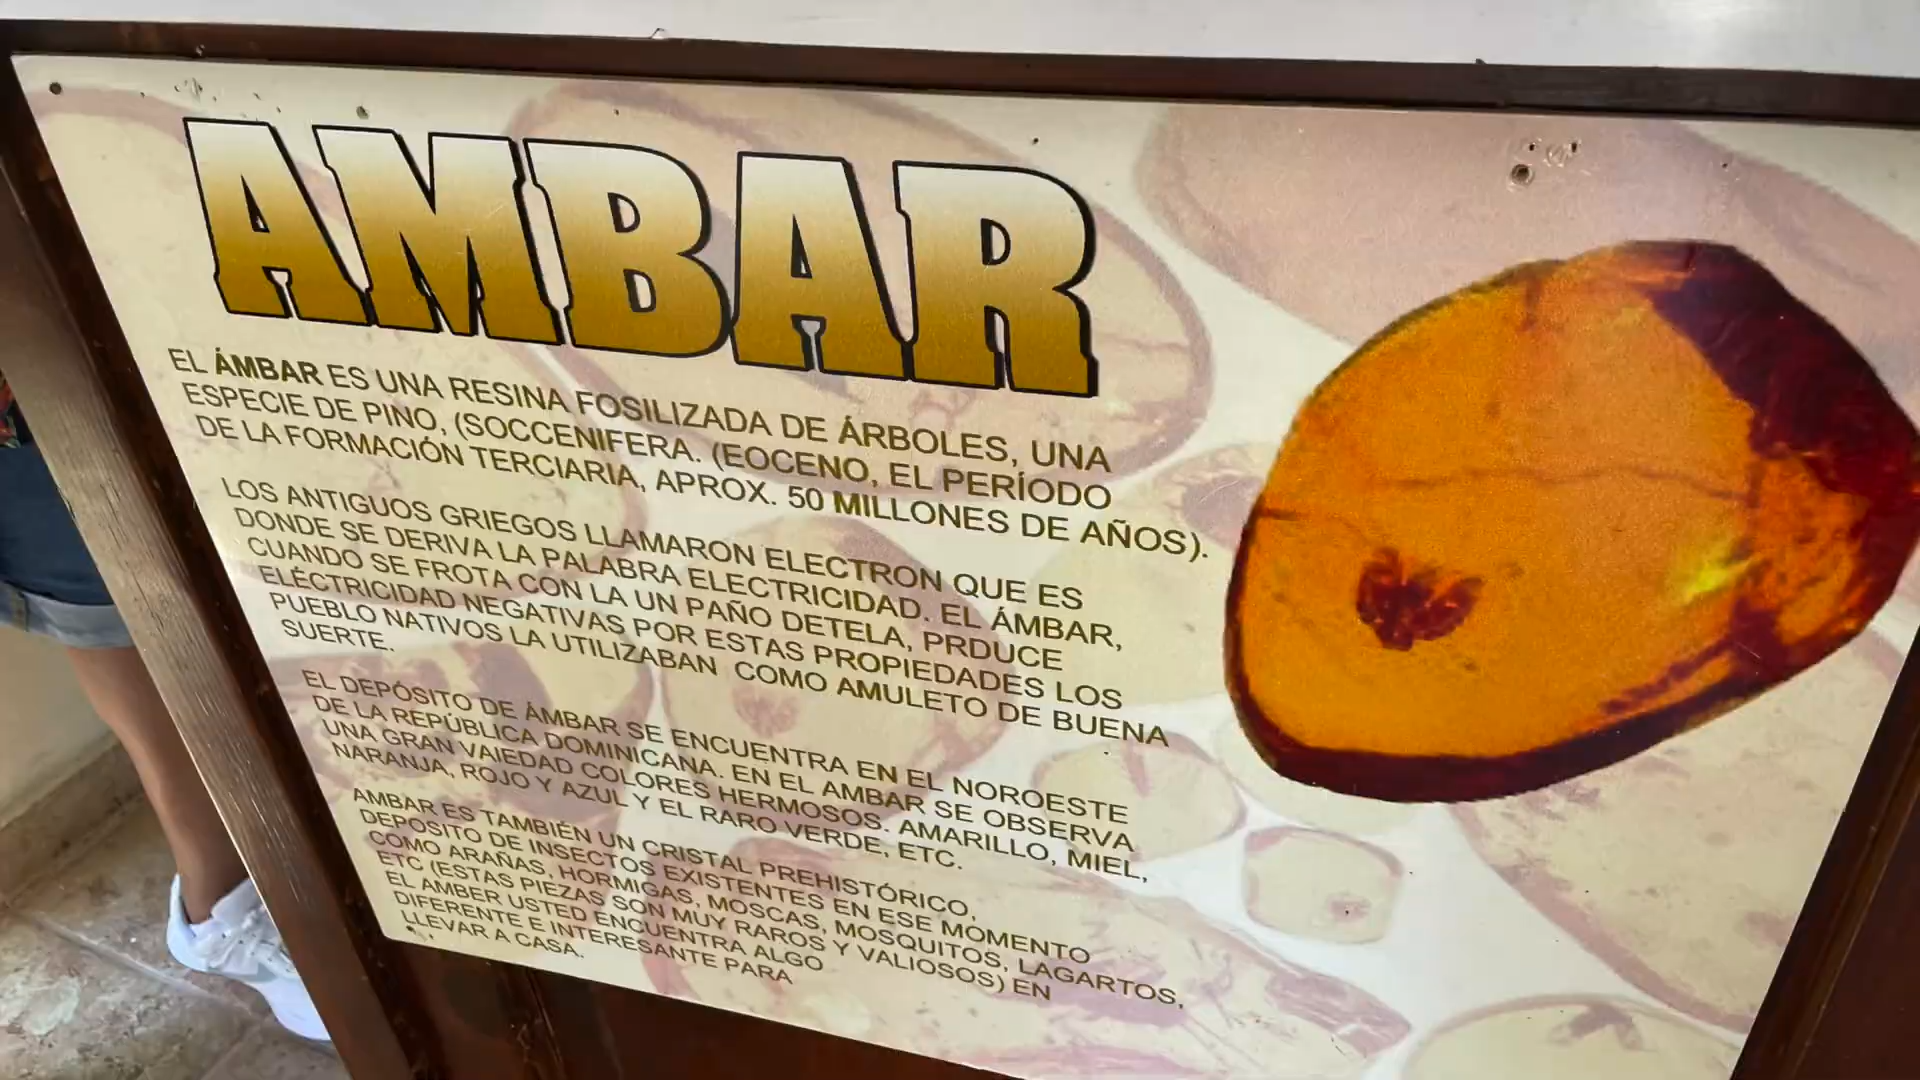 AMBAR
EL ÁMBAR ES UNA RESINA FOSILIZADA DE ÁRBOLES, UNA
ESPECIE DE PINO, (SOCCENIFERA. (EOCENO, EL PERÍODO
DE LA FORMACIÓN TERCIARIA, APROX. 50 MILLONES DE AÑOS).
LOS ANTIGUOS GRIEGOS LLAMARON ELECTRON QUE ES
DONDE SE DERIVA LA PALABRA ELECTRICIDAD. EL ÁMBAR,
CUANDO SE FROTA CON LA UN PAÑO DETELA, PRDUCE
ELÉCTRICIDAD NEGATIVAS POR ESTAS PROPIEDADES LOS
PUEBLO NATIVOS LA UTILIZABAN COMO AMULETO DE BUENA
SUERTE.
EL DEPÓSITO DE ÁMBAR SE ENCUENTRA EN EL NOROESTE
DE LA REPÚBLICA DOMINICANA. EN EL AMBAR SE OBSERVA
UNA GRAN VAIEDAD COLORES HERMOSOS. AMARILLO, MIEL,
NARANJA, ROJO Y AZUL Y EL RARO VERDE, ETC.
AMBAR ES TAMBIÉN UN CRISTAL PREHISTÓRICO,
DEPOSITO DE INSECTOS EXISTENTES EN ESE MOMENTO
COMO ARAÑAS, HORMIGAS, MOSCAS, MOSQUITOS, LAGARTOS,
ETC (ESTAS PIEZAS SON MUY RAROS Y VALIOSOS) EN
EL AMBER USTED ENCUENTRA ALGO
DIFERENTE E INTERESANTE PARA
LLEVAR A CASA.